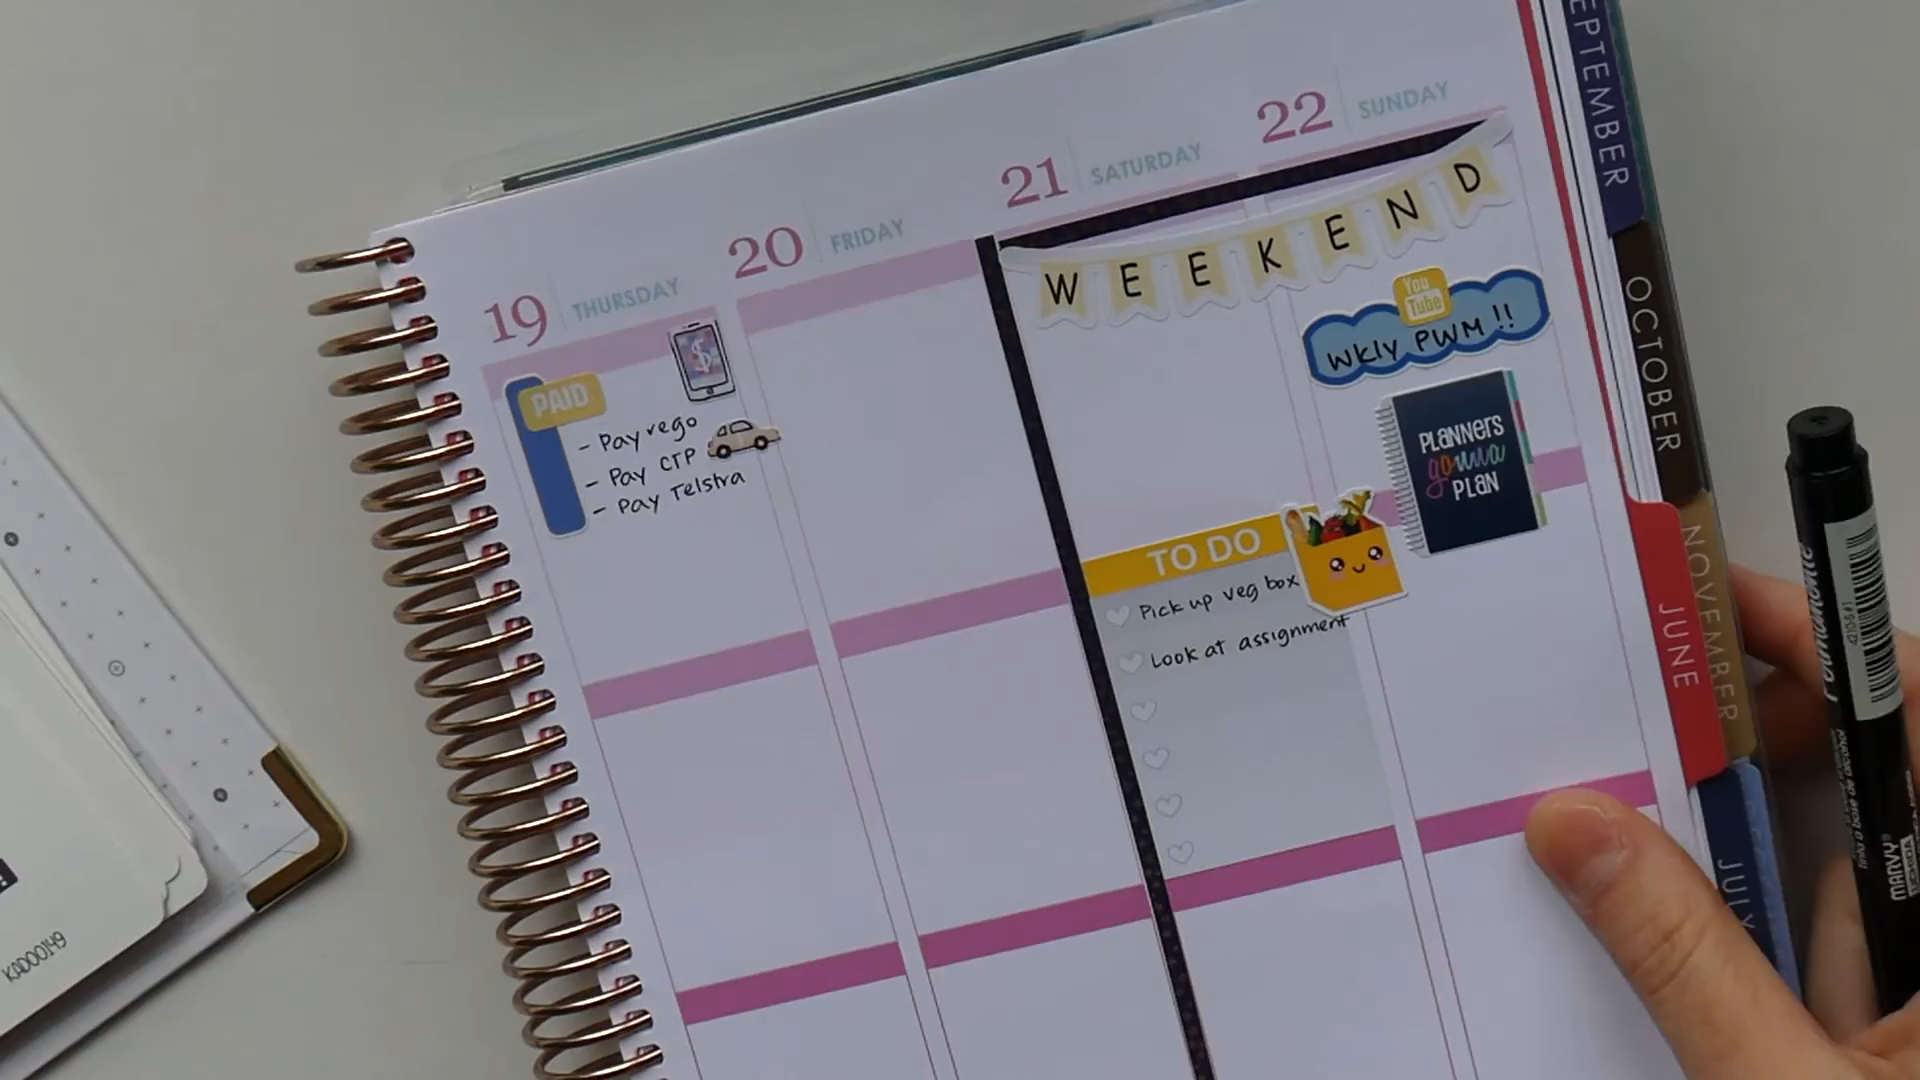 19 THURSDAY
20 FRIDAY
21 SATURDAY
22 SUNDAY
WEEKEND
PAID
$
- Pay rego
- Pay CTP
- Pay Telstra
You
Tube
WKly PWM !!
PLANNERS
gonna
PLAN
TO DO
Pick up veg box
Look at assignment
SEPTEMBER
OCTOBER
NOVEMBER
JUNE
JULY
KAD00149
MARVY